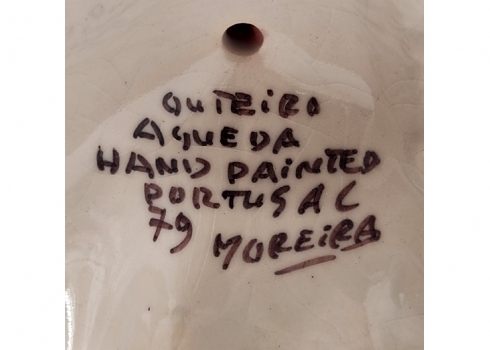 OUTEIRO
AGUEDA
HAND PAINTED
PORTUGAL
79 MOREIRA